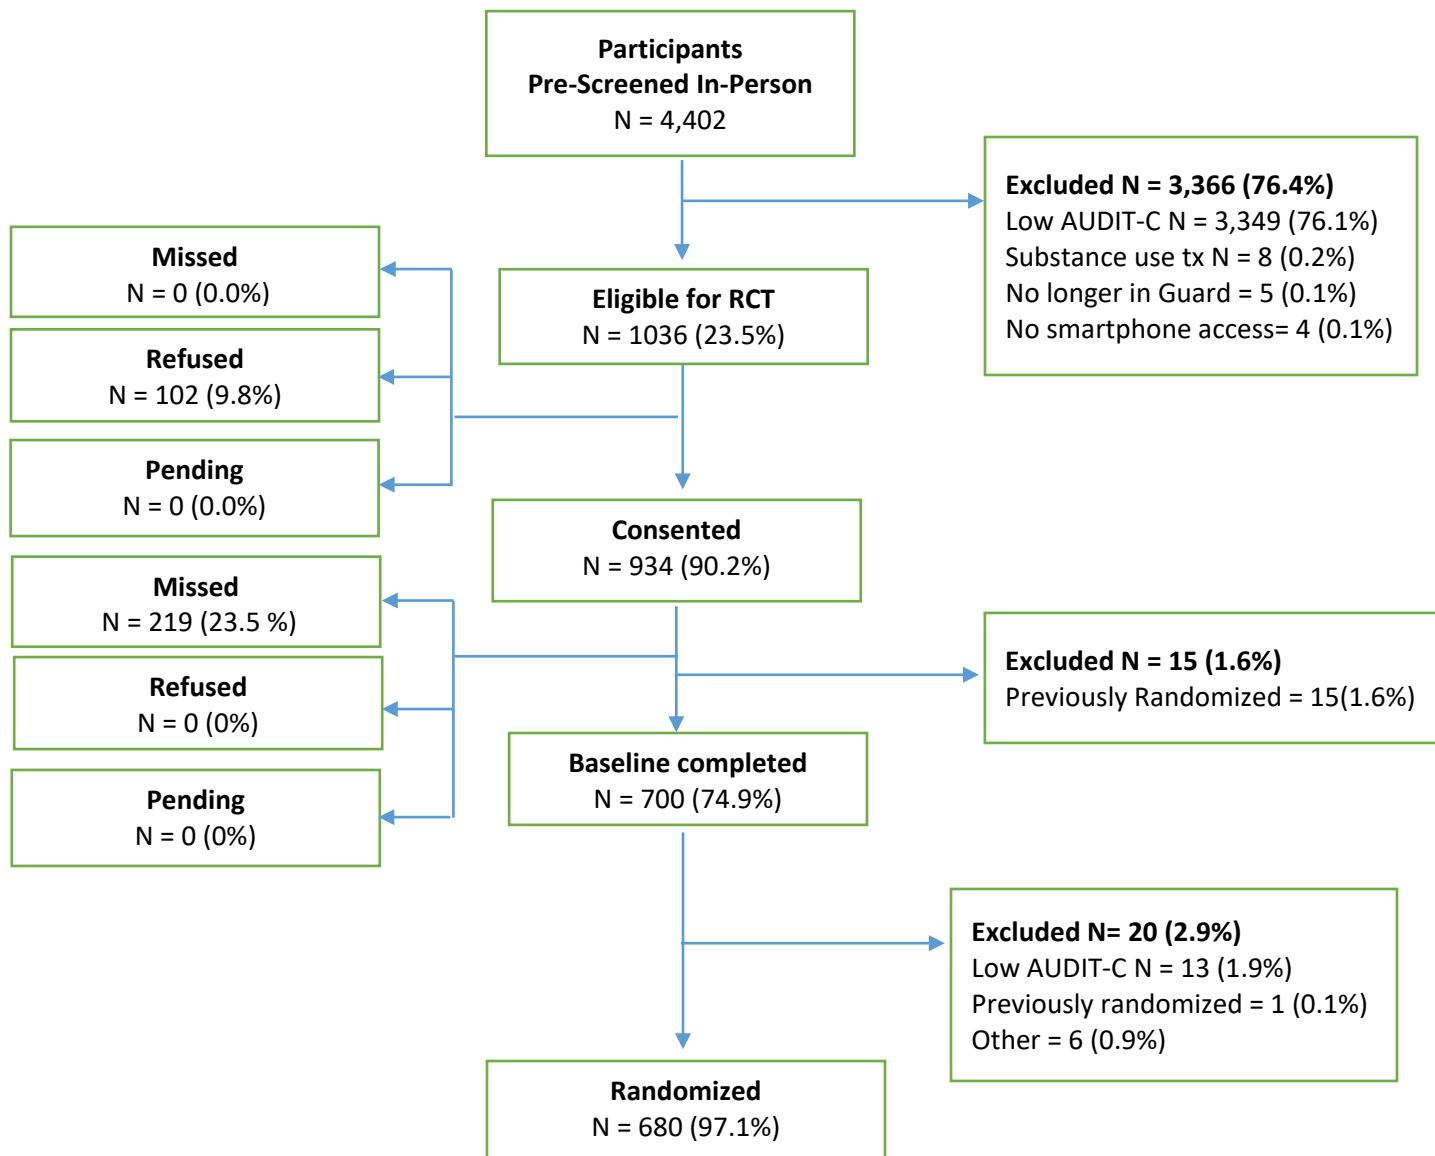 Participants
Pre-Screened In-Person
N = 4,402
Excluded N = 3,366 (76.4%)
Low AUDIT-C N = 3,349 (76.1%)
Substance use tx N = 8 (0.2%)
No longer in Guard = 5 (0.1%)
No smartphone access= 4 (0.1%)
Missed
N = 0 (0.0%)
Eligible for RCT
N = 1036 (23.5%)
Refused
N = 102 (9.8%)
Pending
N = 0 (0.0%)
Consented
N = 934 (90.2%)
Missed
N = 219 (23.5 %)
Excluded N = 15 (1.6%)
Previously Randomized = 15(1.6%)
Refused
N = 0 (0%)
Baseline completed
N = 700 (74.9%)
Pending
N = 0 (0%)
Excluded N= 20 (2.9%)
Low AUDIT-C N = 13 (1.9%)
Previously randomized = 1 (0.1%)
Other = 6 (0.9%)
Randomized
N = 680 (97.1%)